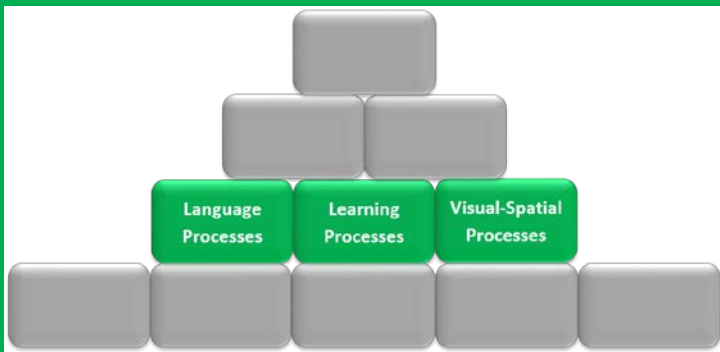 Language
Processes
Learning
Processes
Visual-Spatial
Processes